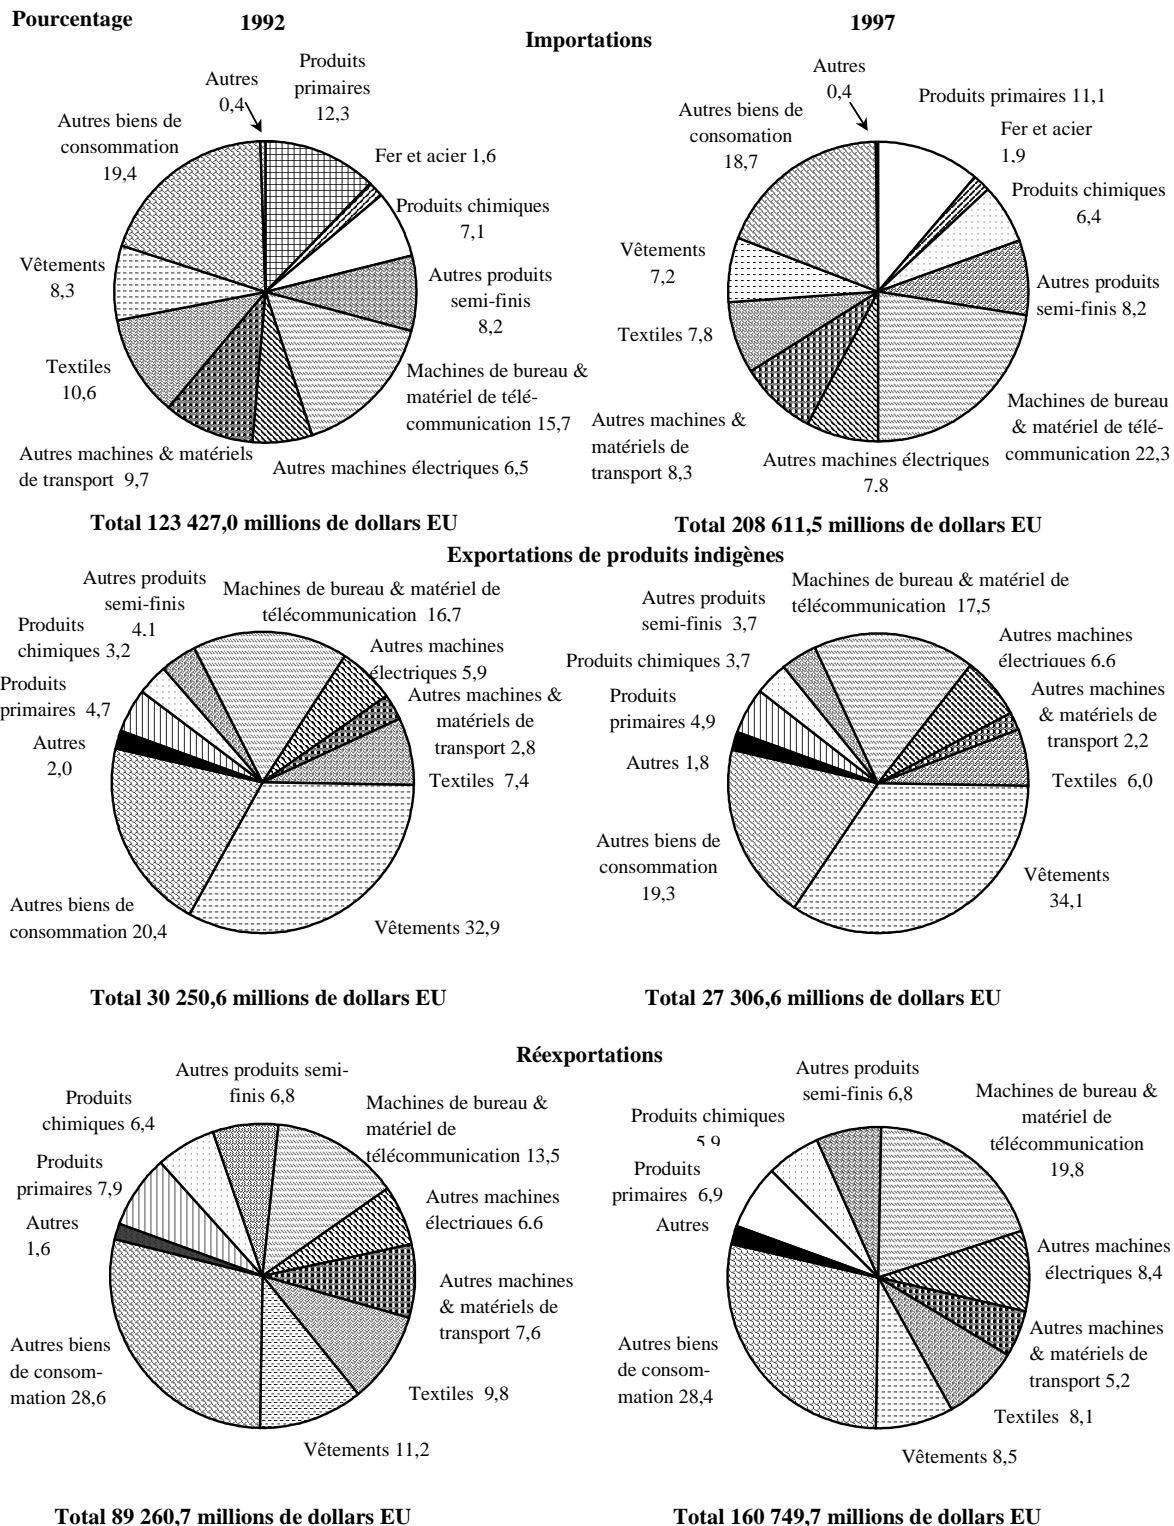 Pourcentage
1992
1997
Importations
Autres
0,4
Produits
primaires
12,3
Autres biens de
consommation
19,4
Fer et acier 1,6
Produits chimiques
7,1
Vêtements
8,3
Autres produits
semi-finis
8,2
Textiles
10,6
Machines de bureau &
matériel de télé-
communication 15,7
Autres machines & matériels
de transport 9,7
Autres machines électriques 6,5
Total 123 427,0 millions de dollars EU
Autres
0,4
Produits primaires 11,1
Autres biens de
consomation
18,7
Fer et acier
1,9
Produits chimiques
6,4
Vêtements
7,2
Autres produits
semi-finis 8,2
Textiles 7,8
Machines de bureau
& matériel de télé-
communication 22,3
Autres machines &
matériels de
transport 8,3
Autres machines électriques
7,8
Total 208 611,5 millions de dollars EU
Exportations de produits indigènes
Autres produits
semi-finis
4,1
Machines de bureau & matériel de
télécommunication 16,7
Produits
chimiques 3,2
Autres machines
électriques 5,9
Produits
primaires 4,7
Autres machines &
matériels de
transport 2,8
Autres
2,0
Textiles 7,4
Autres biens de
consommation 20,4
Vêtements 32,9
Total 30 250,6 millions de dollars EU
Machines de bureau & matériel de
télécommunication 17,5
Autres produits
semi-finis 3,7
Autres machines
électriques 6,6
Produits chimiques 3,7
Produits
primaires 4,9
Autres machines
& matériels de
transport 2,2
Autres 1,8
Textiles 6,0
Autres biens de
consommation
19,3
Vêtements
34,1
Total 27 306,6 millions de dollars EU
Réexportations
Autres produits semi-
finis 6,8
Produits
chimiques 6,4
Machines de bureau &
matériel de
télécommunication 13,5
Produits
primaires 7,9
Autres machines
électriques 6,6
Autres
1,6
Autres machines
& matériels de
transport 7,6
Autres biens
de consom-
mation 28,6
Textiles 9,8
Vêtements 11,2
Total 89 260,7 millions de dollars EU
Autres produits
semi-finis 6,8
Machines de bureau &
matériel de
télécommunication
19,8
Produits chimiques
5,9
Produits
primaires 6,9
Autres
Autres machines
électriques 8,4
Autres machines
& matériels de
transport 5,2
Autres biens
de consom-
mation 28,4
Textiles 8,1
Vêtements 8,5
Total 160 749,7 millions de dollars EU